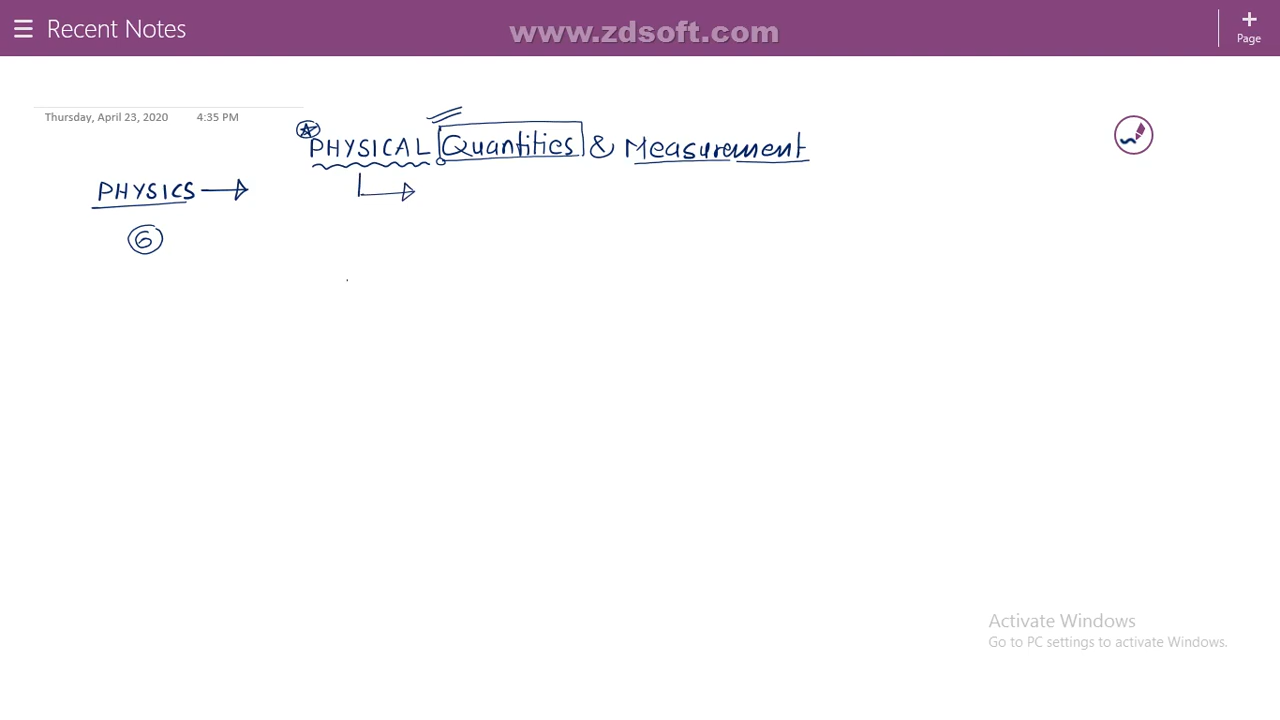 Recent Notes
www.zdsoft.com
Page
Thursday, April 23, 2020 4:35 PM
PHYSICAL Quantities & Measurement
PHYSICS
6
Activate Windows
Go to PC settings to activate Windows.